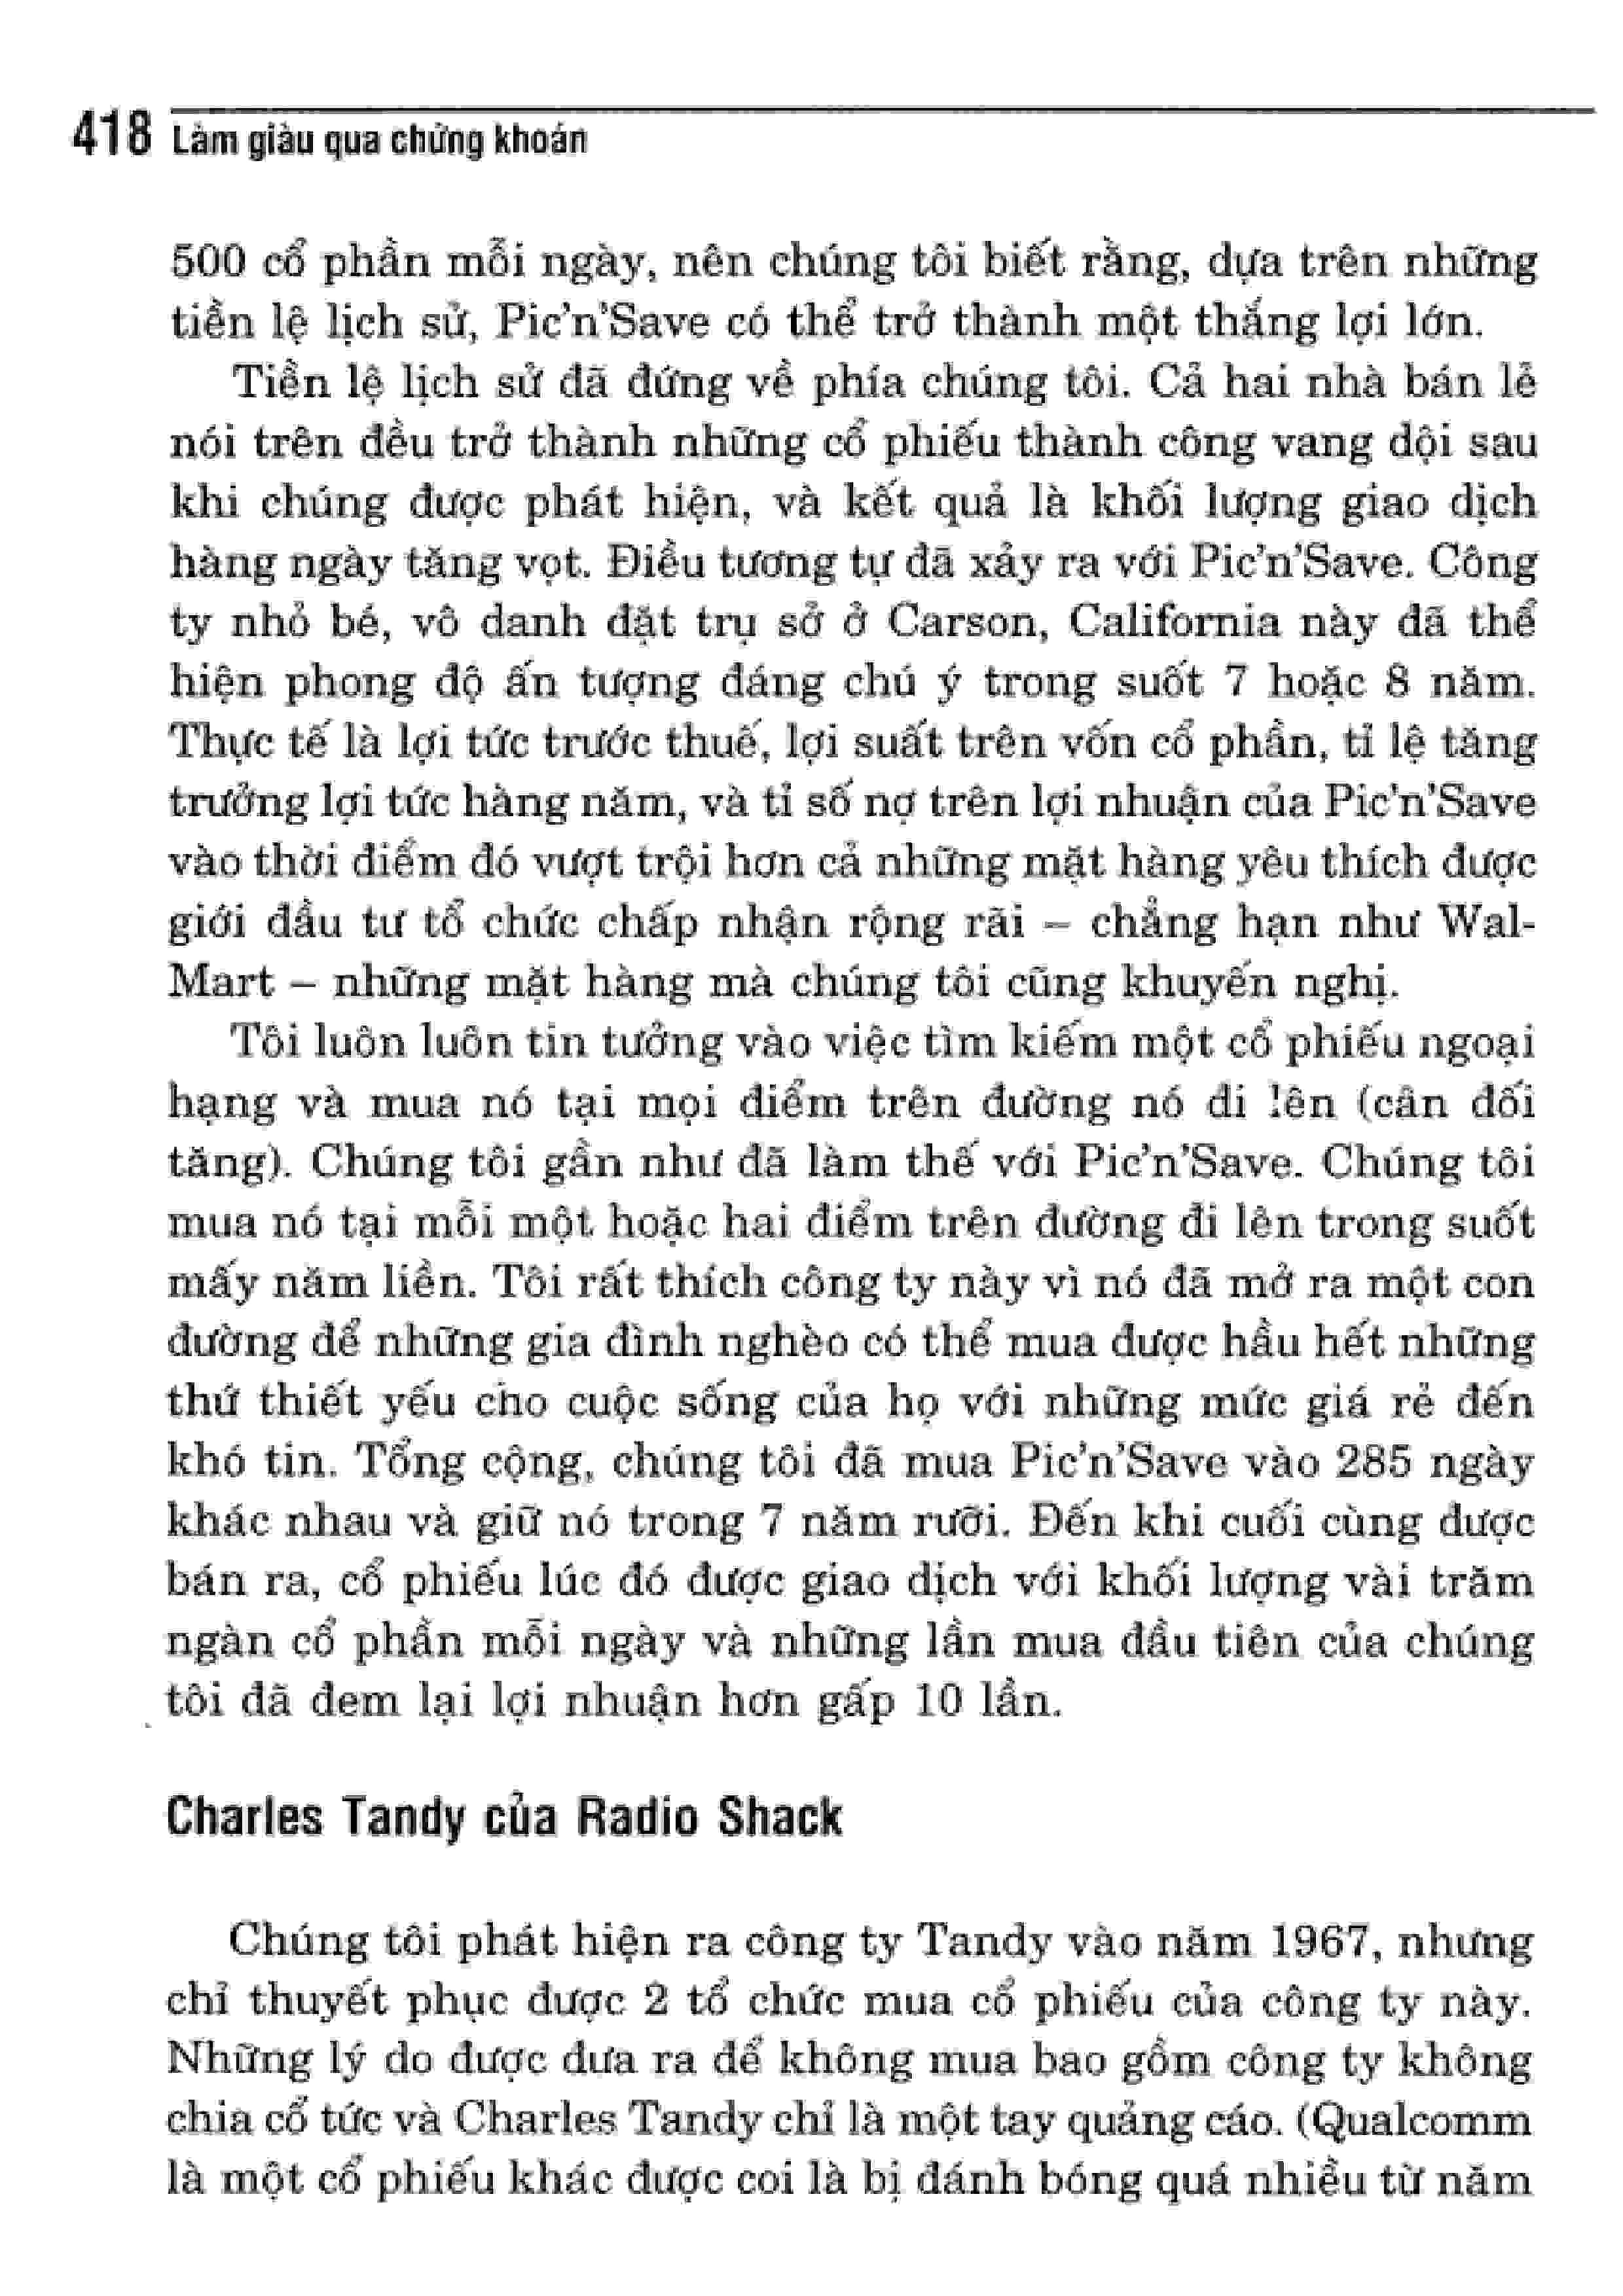 418 Làm giàu qua chứng khoán
500 cổ phần mỗi ngày, nên chúng tôi biết rằng, dựa trên những
tiền lệ lịch sử, Pic’n’Save có thể trở thành một thắng lợi lớn.
Tiền lệ lịch sử đã đứng về phía chúng tôi. Cả hai nhà bán lẻ
nói trên đều trở thành những cổ phiếu thành công vang dội sau
khi chúng được phát hiện, và kết quả là khối lượng giao dịch
hàng ngày tăng vọt. Điều tương tự đã xảy ra với Pic’n’Save. Công
ty nhỏ bé, vô danh đặt trụ sở ở Carson, California này đã thể
hiện phong độ ấn tượng đáng chú ý trong suốt 7 hoặc 8 năm.
Thực tế là lợi tức trước thuế, lợi suất trên vốn cổ phần, tỉ lệ tăng
trưởng lợi tức hàng năm, và tỉ số nợ trên lợi nhuận của Pic’n’Save
vào thời điểm đó vượt trội hơn cả những mặt hàng yêu thích được
giới đầu tư tổ chức chấp nhận rộng rãi – chẳng hạn như Wal-
Mart – những mặt hàng mà chúng tôi cũng khuyến nghị.
Tôi luôn luôn tin tưởng vào việc tìm kiếm một cổ phiếu ngoại
hạng và mua nó tại mọi điểm trên đường nó đi lên (cân đối
tăng). Chúng tôi gần như đã làm thế với Pic’n’Save. Chúng tôi
mua nó tại mỗi một hoặc hai điểm trên đường đi lên trong suốt
mấy năm liền. Tôi rất thích công ty này vì nó đã mở ra một con
đường để những gia đình nghèo có thể mua được hầu hết những
thứ thiết yếu cho cuộc sống của họ với những mức giá rẻ đến
khó tin. Tổng cộng, chúng tôi đã mua Pic’n’Save vào 285 ngày
khác nhau và giữ nó trong 7 năm rưỡi. Đến khi cuối cùng được
bán ra, cổ phiếu lúc đó được giao dịch với khối lượng vài trăm
ngàn cổ phần mỗi ngày và những lần mua đầu tiên của chúng
tôi đã đem lại lợi nhuận hơn gấp 10 lần.
Charles Tandy của Radio Shack
Chúng tôi phát hiện ra công ty Tandy vào năm 1967, nhưng
chỉ thuyết phục được 2 tổ chức mua cổ phiếu của công ty này.
Những lý do được đưa ra để không mua bao gồm công ty không
chia cổ tức và Charles Tandy chỉ là một tay quảng cáo. (Qualcomm
là một cổ phiếu khác được coi là bị đánh bóng quá nhiều từ năm